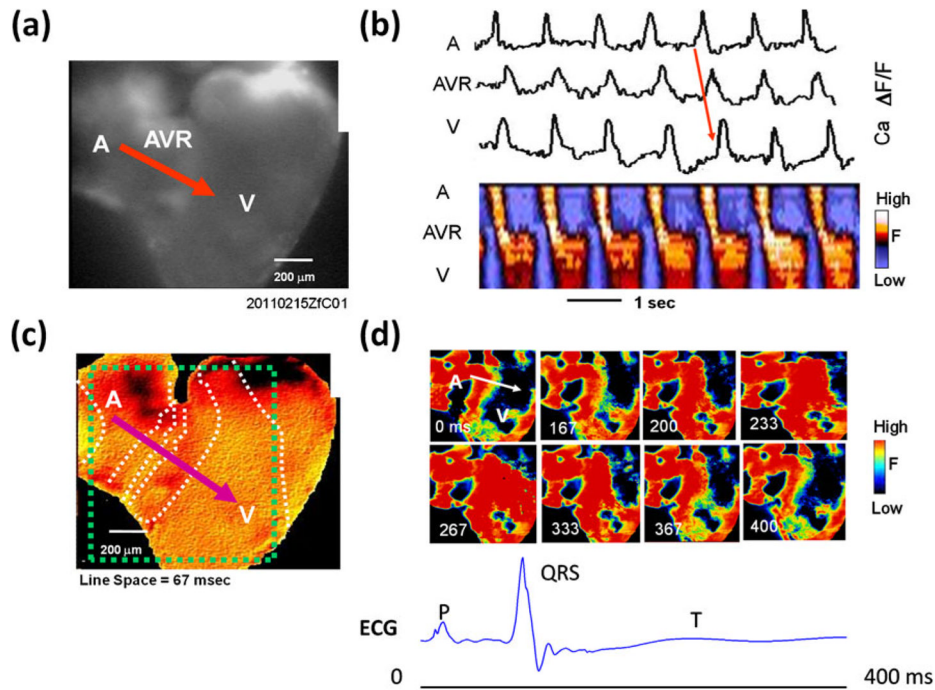 (a)
A
AVR
V
200 μm
20110215ZfC01
(b)
A
AVR
V
Ca ΔF/F
A
AVR
V
High
F
Low
1 sec
(c)
A
V
200 μm
Line Space = 67 msec
(d)
A
V
0 ms
167
200
233
267
333
367
400
High
F
Low
ECG
P
QRS
T
0
400 ms